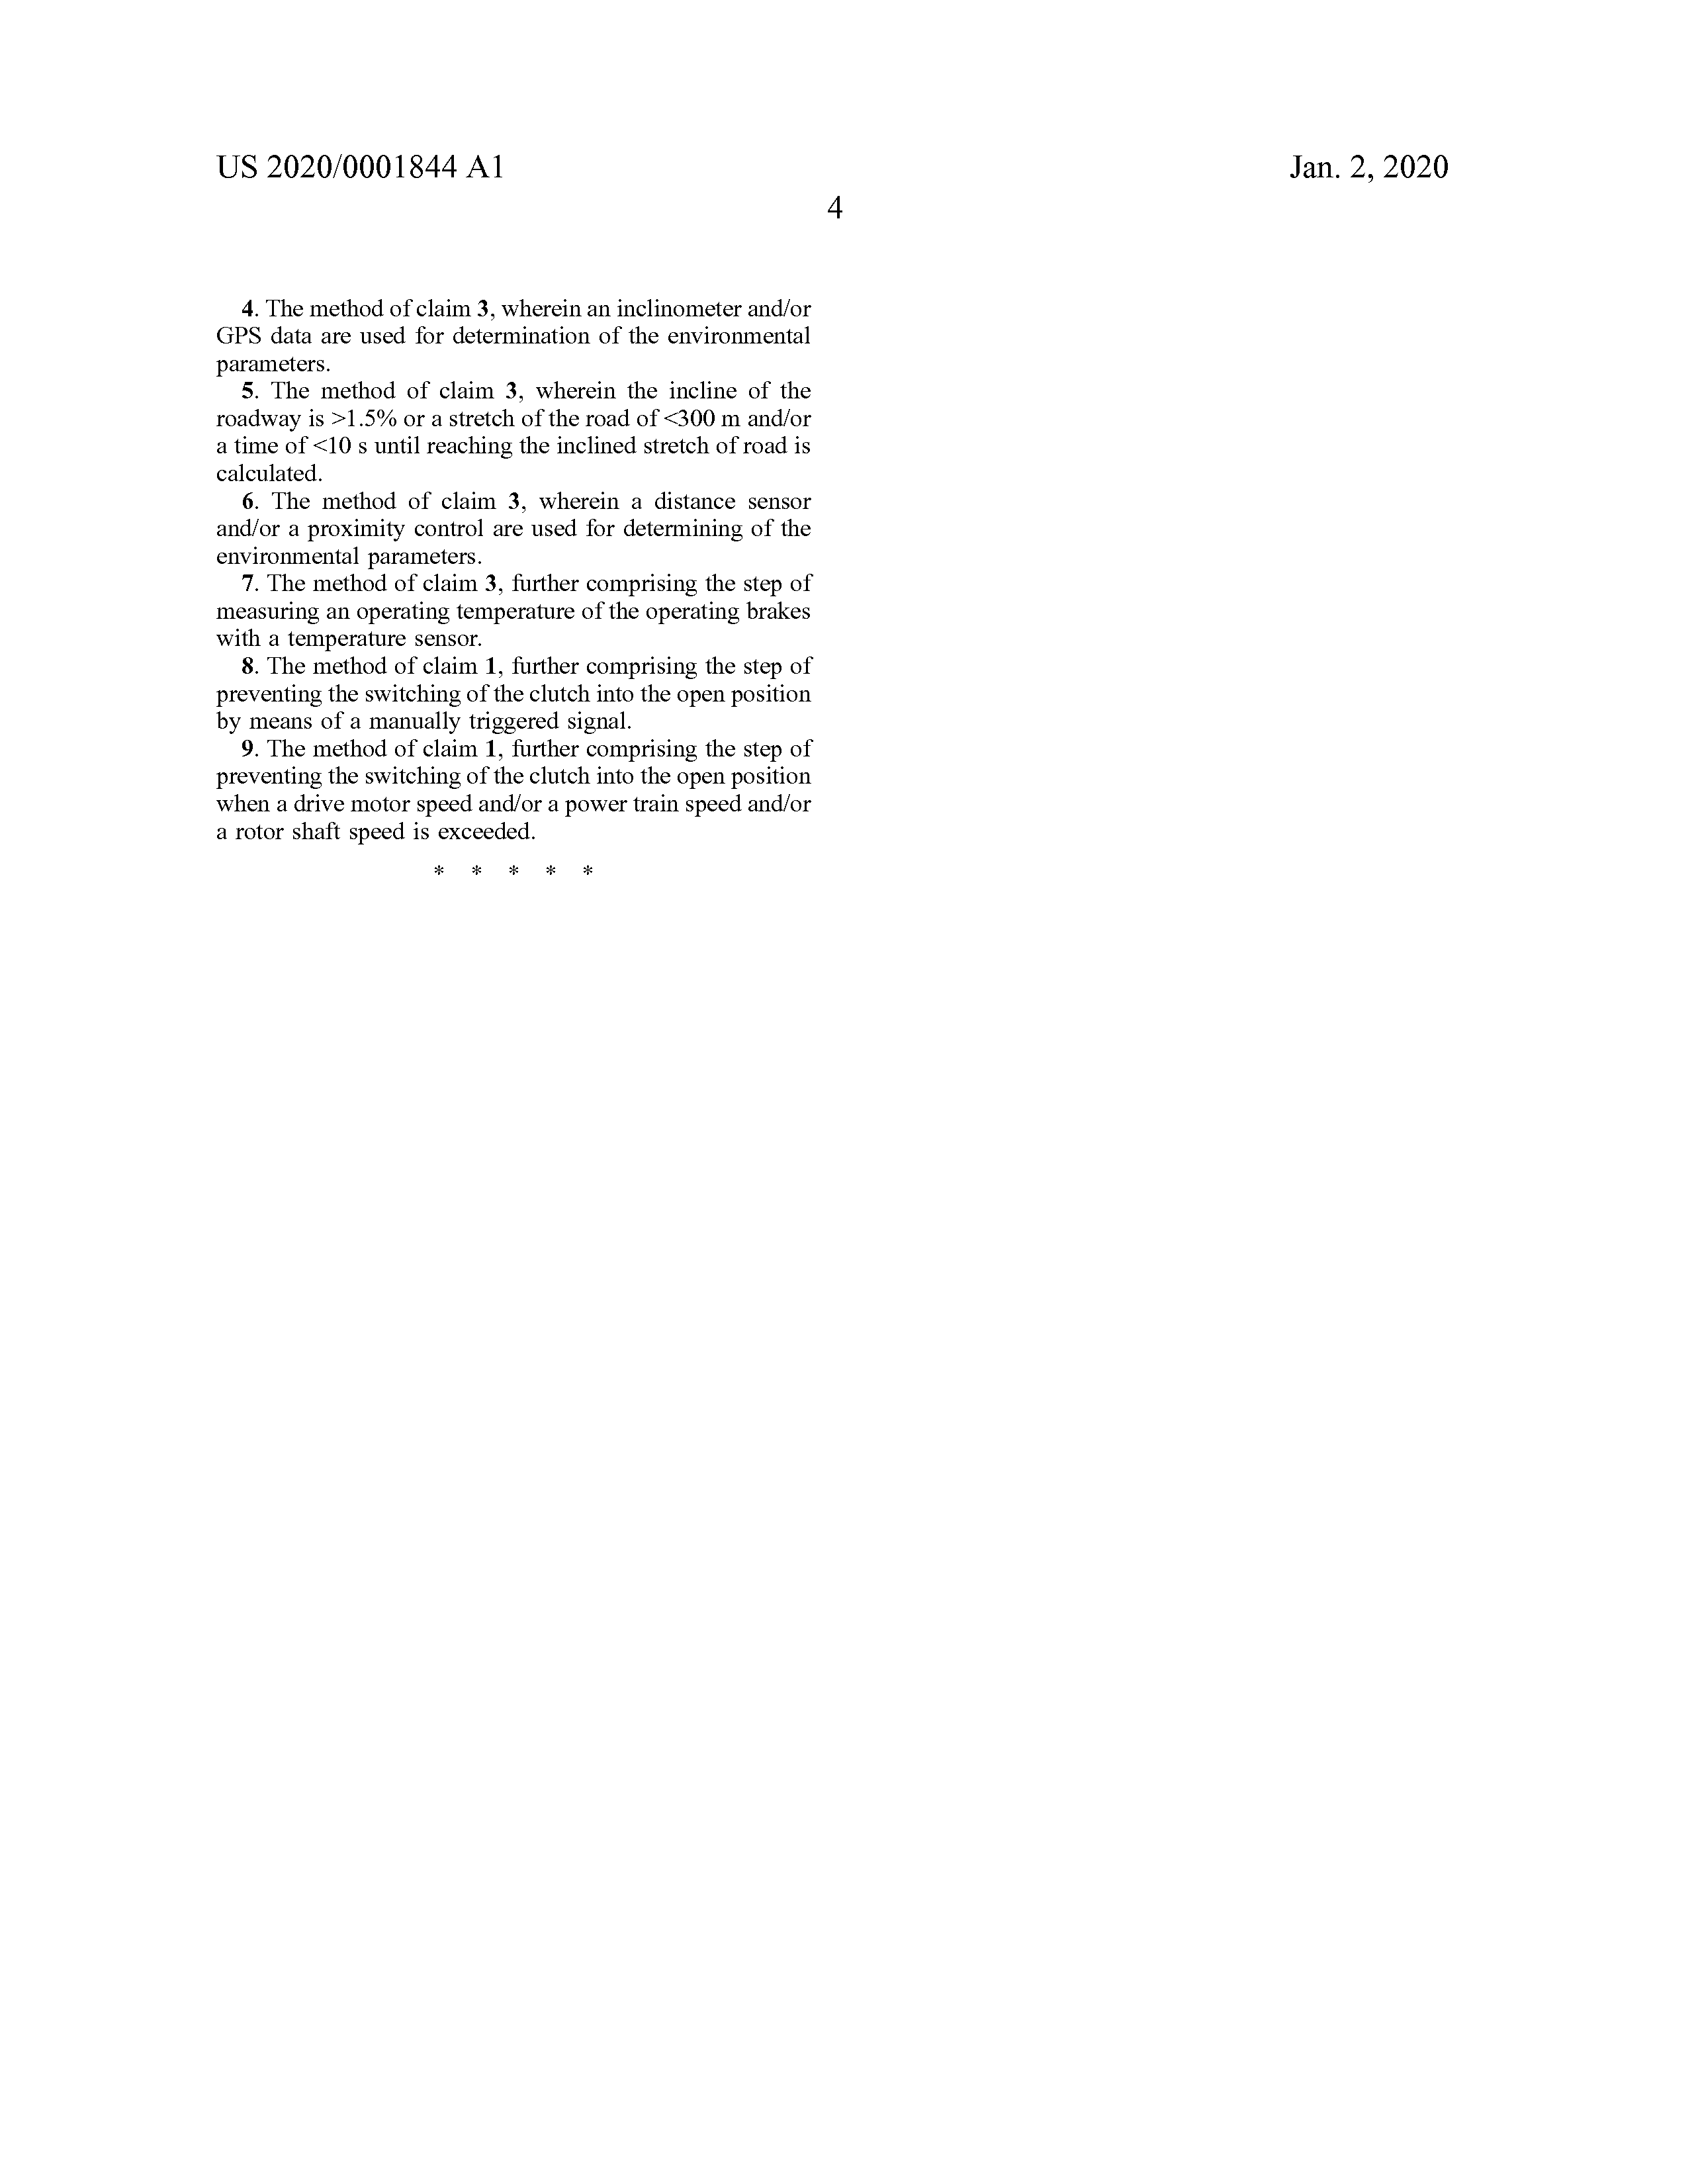 US 2020/0001844 A1
Jan. 2, 2020
4
4. The method of claim 3, wherein an inclinometer and/or
GPS data are used for determination of the environmental
parameters.
5. The method of claim 3, wherein the incline of the
roadway is >1.5% or a stretch of the road of <300 m and/or
a time of <10 s until reaching the inclined stretch of road is
calculated.
6. The method of claim 3, wherein a distance sensor
and/or a proximity control are used for determining of the
environmental parameters.
7. The method of claim 3, further comprising the step of
measuring an operating temperature of the operating brakes
with a temperature sensor.
8. The method of claim 1, further comprising the step of
preventing the switching of the clutch into the open position
by means of a manually triggered signal.
9. The method of claim 1, further comprising the step of
preventing the switching of the clutch into the open position
when a drive motor speed and/or a power train speed and/or
a rotor shaft speed is exceeded.
* * * * *